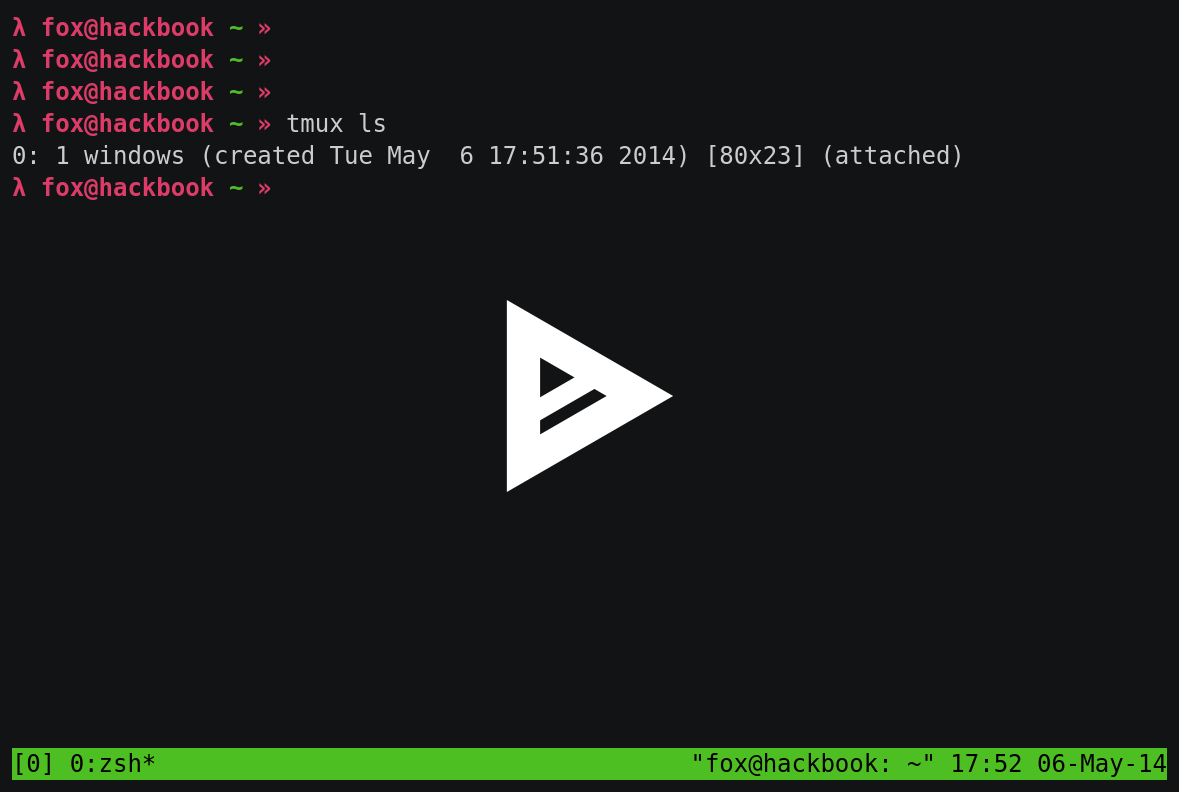 λ fox@hackbook ~ »
λ fox@hackbook ~ »
λ fox@hackbook ~ »
λ fox@hackbook ~ » tmux ls
0: 1 windows (created Tue May  6 17:51:36 2014) [80x23] (attached)
λ fox@hackbook ~ »
[0] 0:zsh* "fox@hackbook: ~" 17:52 06-May-14